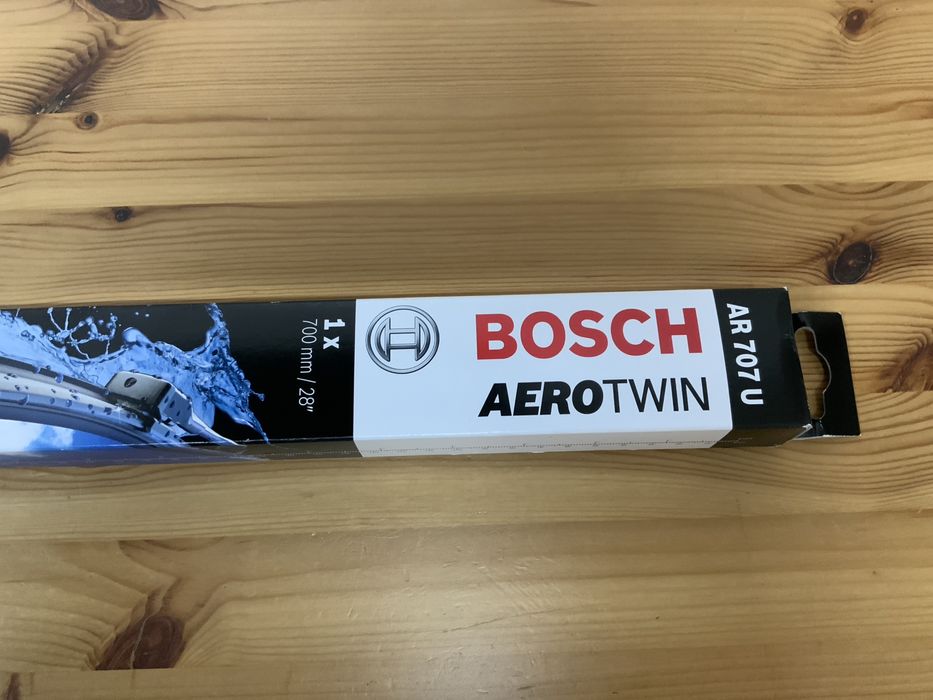 1 x
700 mm / 28"
BOSCH
AEROTWIN
AR 707 U